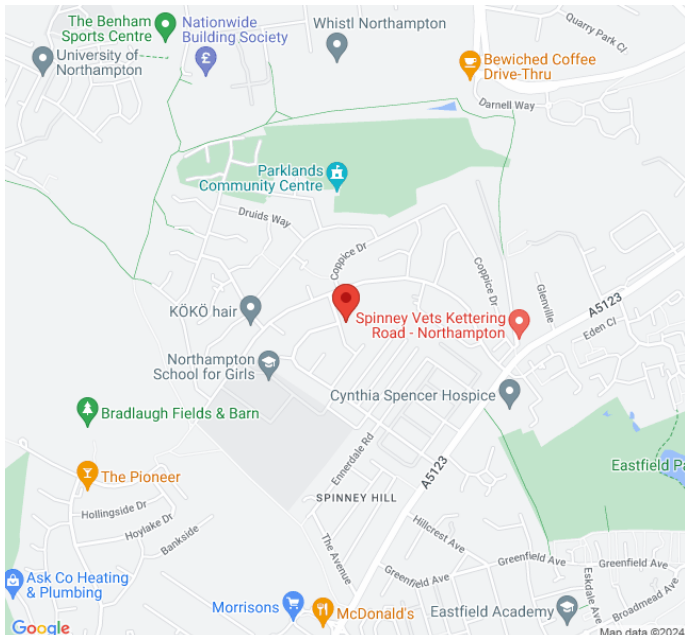 The Benham
Sports Centre
Nationwide
Building Society
£
Whistl Northampton
Quarry Park Cl
University of
Northampton
Bewiched Coffee
Drive-Thru
Darnell Way
Parklands
Community Centre
Druids Way
Coppice Dr
Coppice Dr
Glenville
A5123
Eden Cl
KÖKÖ hair
Spinney Vets Kettering
Road - Northampton
Northampton
School for Girls
Cynthia Spencer Hospice
Bradlaugh Fields & Barn
Ennerdale Rd
A5123
Eastfield Pa
The Pioneer
SPINNEY HILL
Hollingside Dr
Hoylake Dr
Bankside
The Avenue
Hillcrest Ave
Greenfield Ave
Greenfield Ave
Greenfield Ave
Eskdale Ave
Broadmead Ave
Ask Co Heating
& Plumbing
Morrisons
McDonald's
Eastfield Academy
Google
Map data ©2024